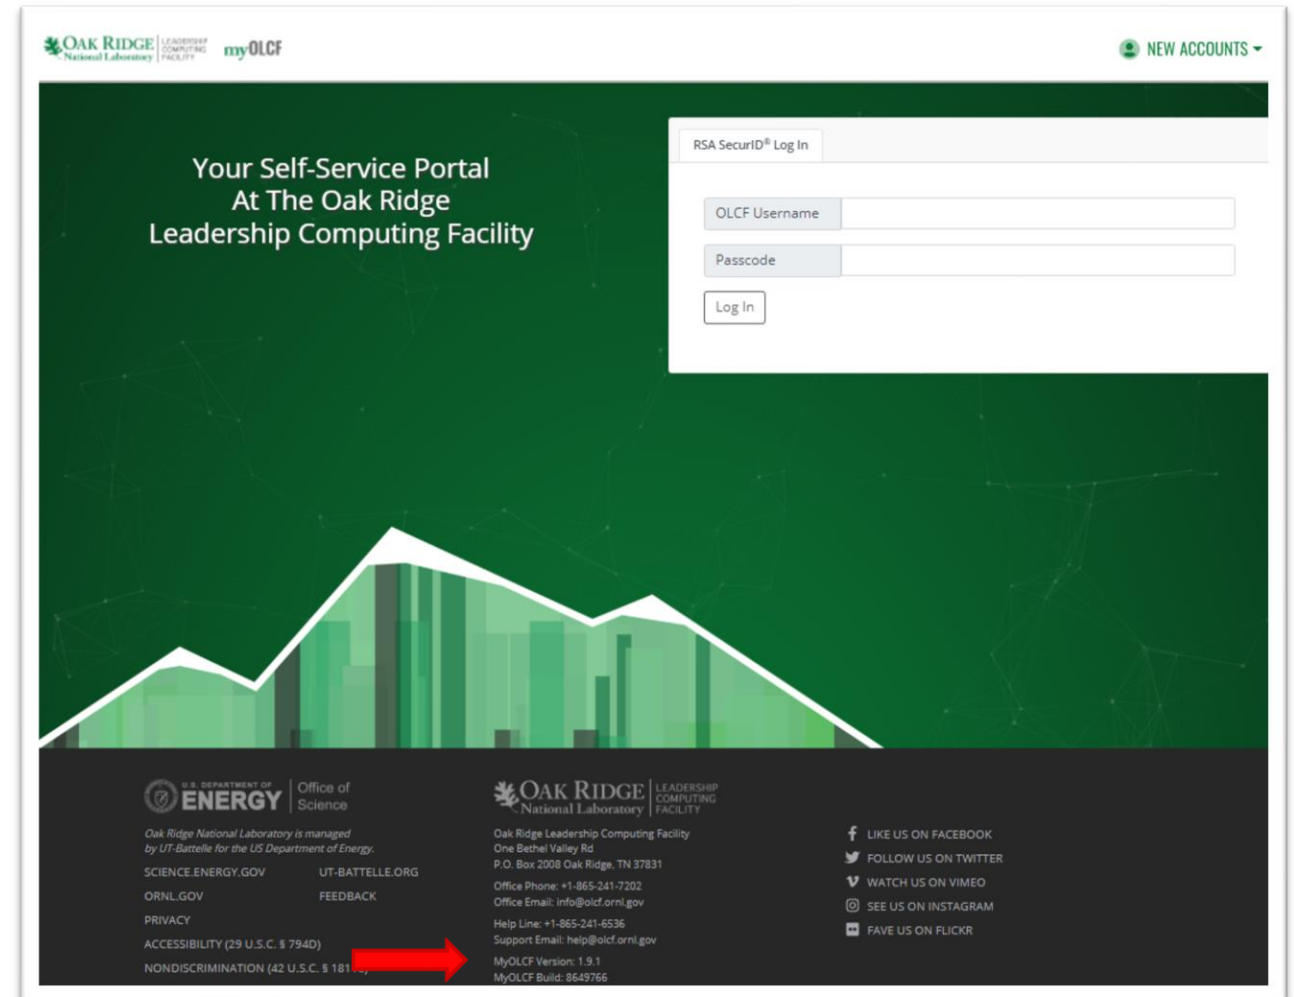 OAK RIDGE
National Laboratory
LEADERSHIP
COMPUTING
FACILITY
myOLCF
NEW ACCOUNTS
Your Self-Service Portal
At The Oak Ridge
Leadership Computing Facility
RSA SecurID® Log In
OLCF Username
Passcode
Log In
U.S. DEPARTMENT OF
ENERGY
Office of
Science
Oak Ridge National Laboratory is managed
by UT-Battelle for the US Department of Energy.
SCIENCE.ENERGY.GOV
UT-BATTELLE.ORG
ORNL.GOV
FEEDBACK
PRIVACY
ACCESSIBILITY (29 U.S.C. § 794D)
NONDISCRIMINATION (42 U.S.C. §
OAK RIDGE
National Laboratory
LEADERSHIP
COMPUTING
FACILITY
Oak Ridge Leadership Computing Facility
One Bethel Valley Rd
P.O. Box 2008 Oak Ridge, TN 37831
Office Phone: +1-865-241-7202
Office Email: info@olcf.ornl.gov
Help Line: +1-865-241-6536
Support Email: help@olcf.ornl.gov
MyOLCF Version: 1.9.1
MyOLCF Build: 8649766
LIKE US ON FACEBOOK
FOLLOW US ON TWITTER
WATCH US ON VIMEO
SEE US ON INSTAGRAM
FAVE US ON FLICKR